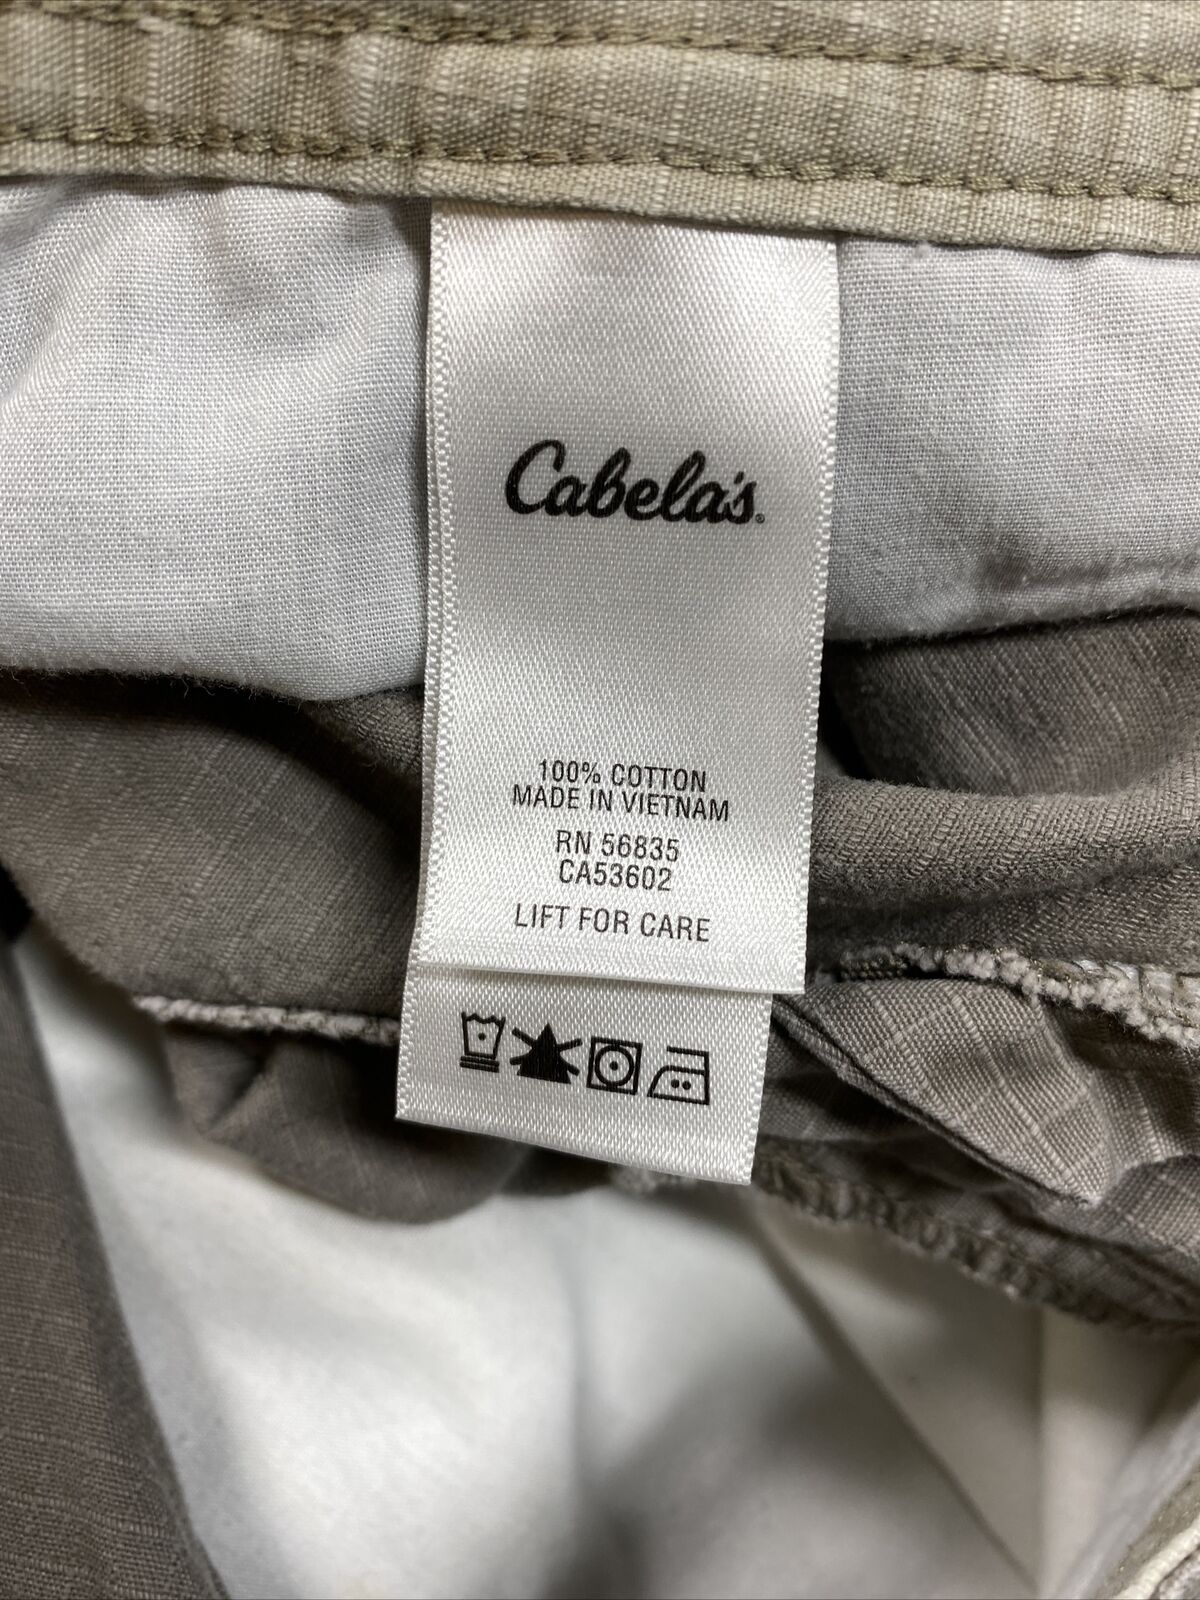 Cabela's®
100% COTTON
MADE IN VIETNAM
RN 56835
CA53602
LIFT FOR CARE